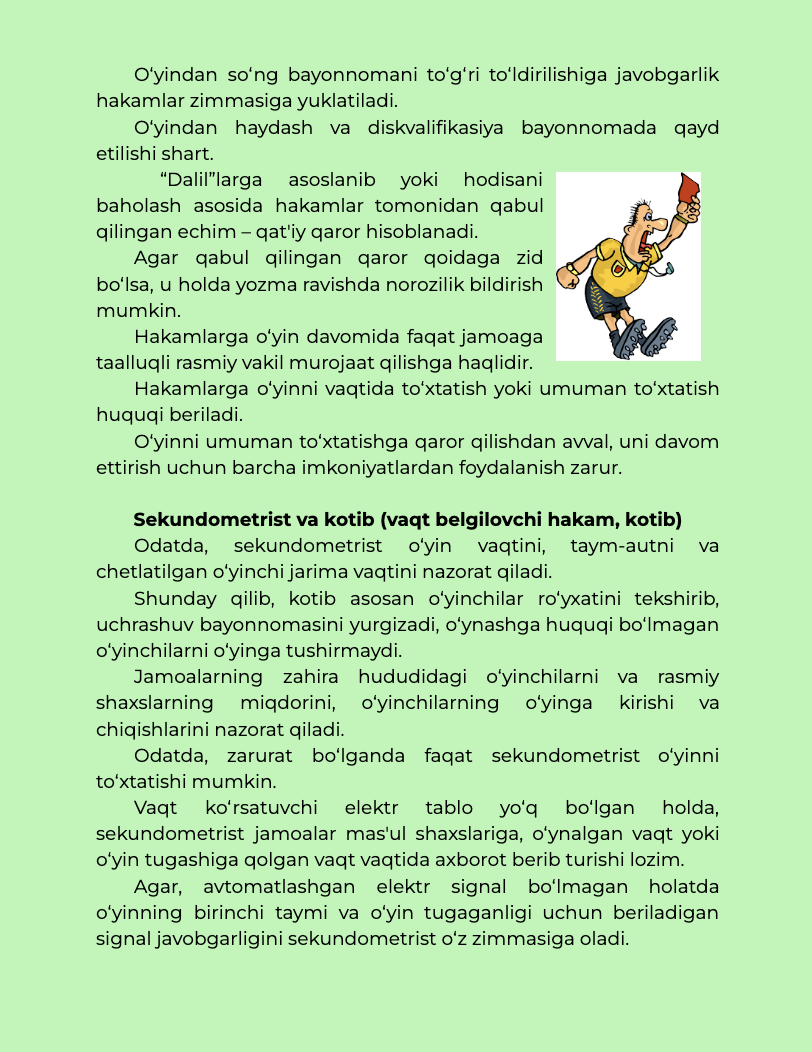 O‘yindan so‘ng bayonnomani to‘g‘ri to‘ldirilishiga javobgarlik
hakamlar zimmasiga yuklatiladi.
O‘yindan haydash va diskvalifikasiya bayonnomada qayd
etilishi shart.
“Dalil”larga asoslanib yoki hodisani
baholash asosida hakamlar tomonidan qabul
qilingan echim – qat'iy qaror hisoblanadi.
Agar qabul qilingan qaror qoidaga zid
bo‘lsa, u holda yozma ravishda norozilik bildirish
mumkin.
Hakamlarga o‘yin davomida faqat jamoaga
taalluqli rasmiy vakil murojaat qilishga haqlidir.
Hakamlarga o‘yinni vaqtida to‘xtatish yoki umuman to‘xtatish
huquqi beriladi.
O‘yinni umuman to‘xtatishga qaror qilishdan avval, uni davom
ettirish uchun barcha imkoniyatlardan foydalanish zarur.
Sekundometrist va kotib (vaqt belgilovchi hakam, kotib)
Odatda, sekundometrist o‘yin vaqtini, taym-autni va
chetlatilgan o‘yinchi jarima vaqtini nazorat qiladi.
Shunday qilib, kotib asosan o‘yinchilar ro‘yxatini tekshirib,
uchrashuv bayonnomasini yurgizadi, o‘ynashga huquqi bo‘lmagan
o‘yinchilarni o‘yinga tushirmaydi.
Jamoalarning zahira hududidagi o‘yinchilarni va rasmiy
shaxslarning miqdorini, o‘yinchilarning o‘yinga kirishi va
chiqishlarini nazorat qiladi.
Odatda, zarurat bo‘lganda faqat sekundometrist o‘yinni
to‘xtatishi mumkin.
Vaqt ko‘rsatuvchi elektr tablo yo‘q bo‘lgan holda,
sekundometrist jamoalar mas'ul shaxslariga, o‘ynalgan vaqt yoki
o‘yin tugashiga qolgan vaqt vaqtida axborot berib turishi lozim.
Agar, avtomatlashgan elektr signal bo‘lmagan holatda
o‘yinning birinchi taymi va o‘yin tugaganligi uchun beriladigan
signal javobgarligini sekundometrist o‘z zimmasiga oladi.